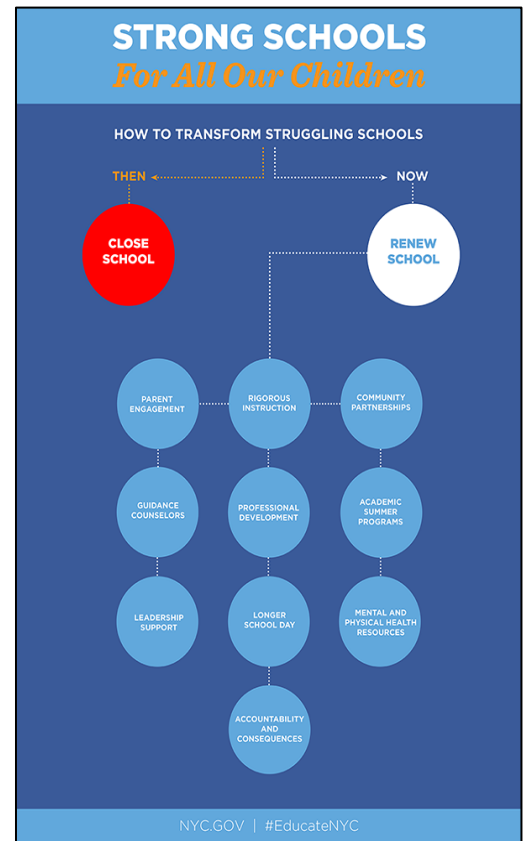 STRONG SCHOOLS
For All Our Children
HOW TO TRANSFORM STRUGGLING SCHOOLS
THEN
NOW
CLOSE
SCHOOL
RENEW
SCHOOL
PARENT
ENGAGEMENT
RIGOROUS
INSTRUCTION
COMMUNITY
PARTNERSHIPS
GUIDANCE
COUNSELORS
PROFESSIONAL
DEVELOPMENT
ACADEMIC
SUMMER
PROGRAMS
LEADERSHIP
SUPPORT
LONGER
SCHOOL DAY
MENTAL AND
PHYSICAL HEALTH
RESOURCES
ACCOUNTABILITY
AND
CONSEQUENCES
NYC.GOV | #EducateNYC